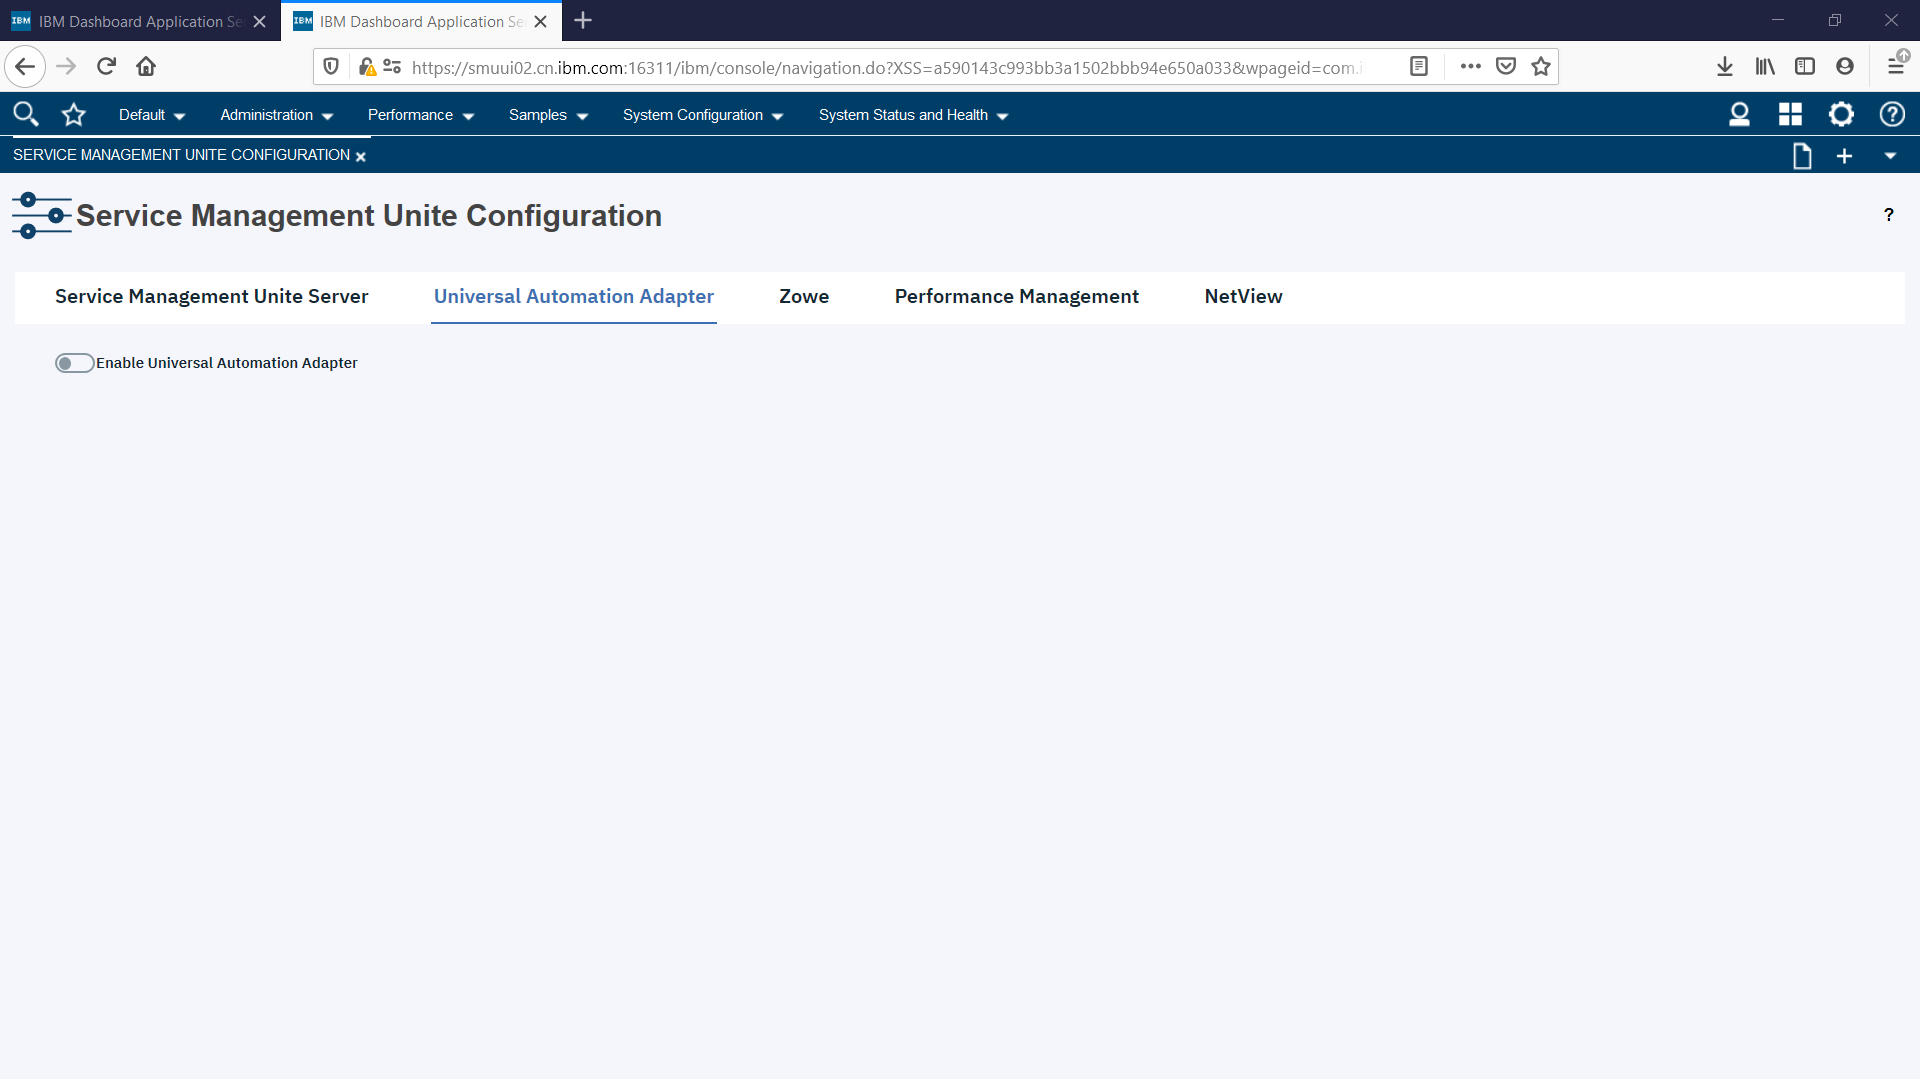 IBM IBM Dashboard Application Se
IBM IBM Dashboard Application Se
https://smuui02.cn.ibm.com:16311/ibm/console/navigation.do?XSS=a590143c993bb3a1502bbb94e650a033&wpageid=com.i
Default Administration Performance Samples System Configuration System Status and Health ?
SERVICE MANAGEMENT UNITE CONFIGURATION
Service Management Unite Configuration ?
Service Management Unite Server Universal Automation Adapter Zowe Performance Management NetView
Enable Universal Automation Adapter